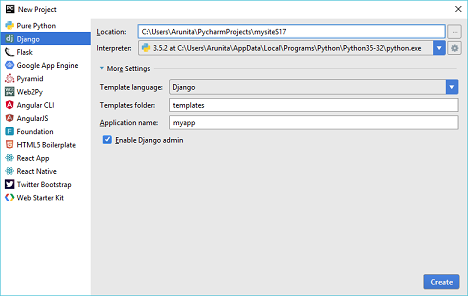 New Project
Pure Python
Django
Flask
Google App Engine
Pyramid
Web2Py
Angular CLI
AngularJS
Foundation
HTML5 Boilerplate
React App
React Native
Twitter Bootstrap
Web Starter Kit
Location: C:\Users\Arunita\PycharmProjects\mysite517
Interpreter: 3.5.2 at C:\Users\Arunita\AppData\Local\Programs\Python\Python35-32\python.exe
More Settings
Template language: Django
Templates folder: templates
Application name: myapp
Enable Django admin
Create